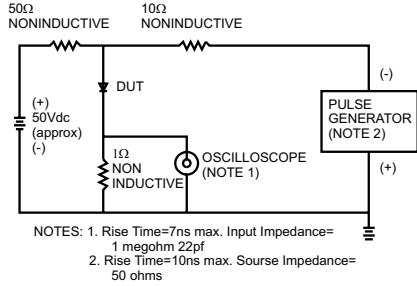 50Ω
NONINDUCTIVE
10Ω
NONINDUCTIVE
(+)
50Vdc
(approx)
(-)
DUT
1Ω
NON
INDUCTIVE
OSCILLOSCOPE
(NOTE 1)
(-)
PULSE
GENERATOR
(NOTE 2)
(+)
NOTES: 1. Rise Time=7ns max. Input Impedance=
1 megohm 22pf
2. Rise Time=10ns max. Sourse Impedance=
50 ohms